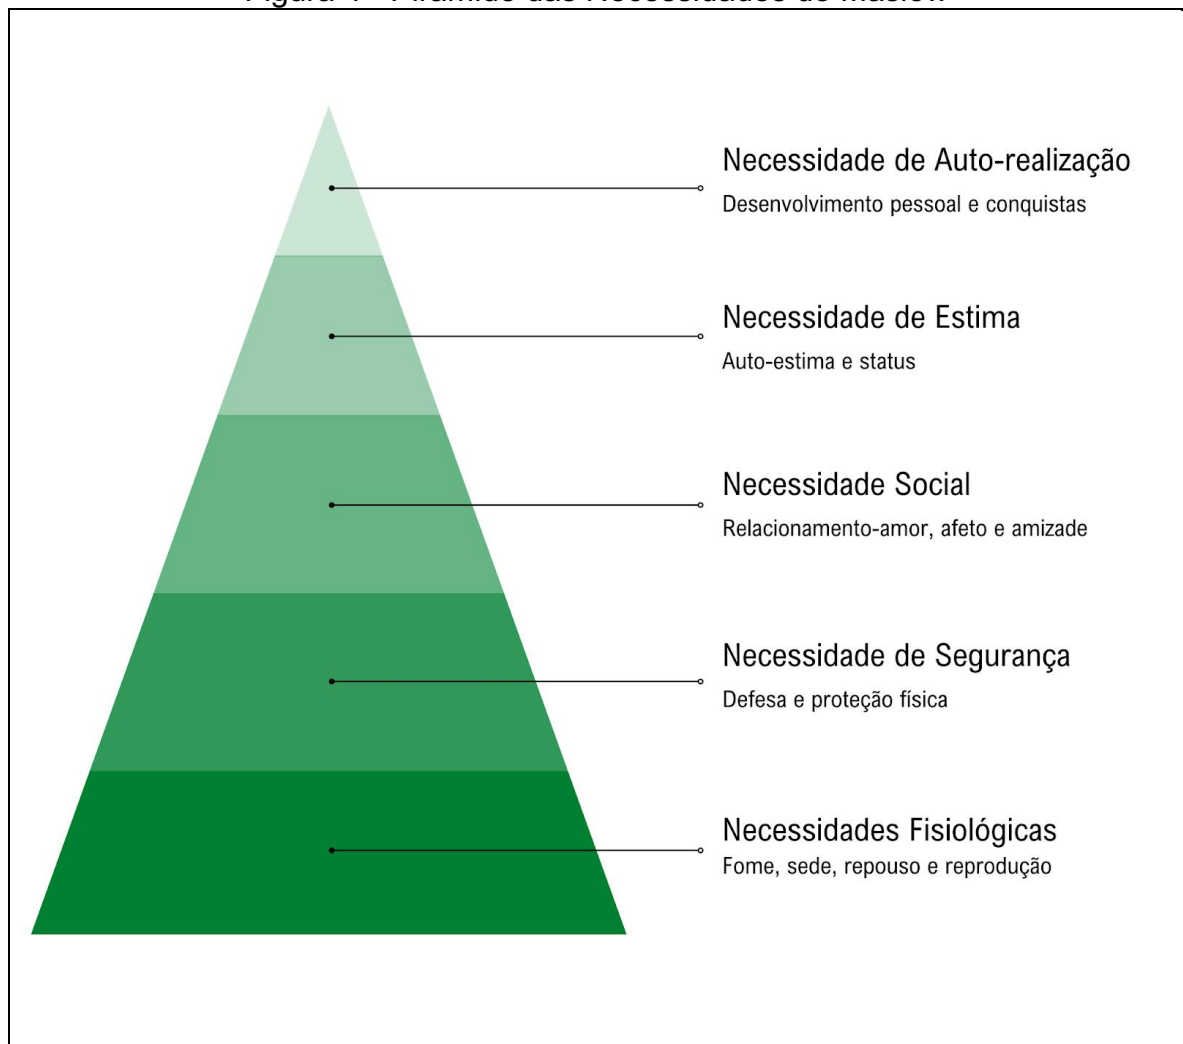 Necessidade de Auto-realização
Desenvolvimento pessoal e conquistas
Necessidade de Estima
Auto-estima e status
Necessidade Social
Relacionamento-amor, afeto e amizade
Necessidade de Segurança
Defesa e proteção física
Necessidades Fisiológicas
Fome, sede, repouso e reprodução